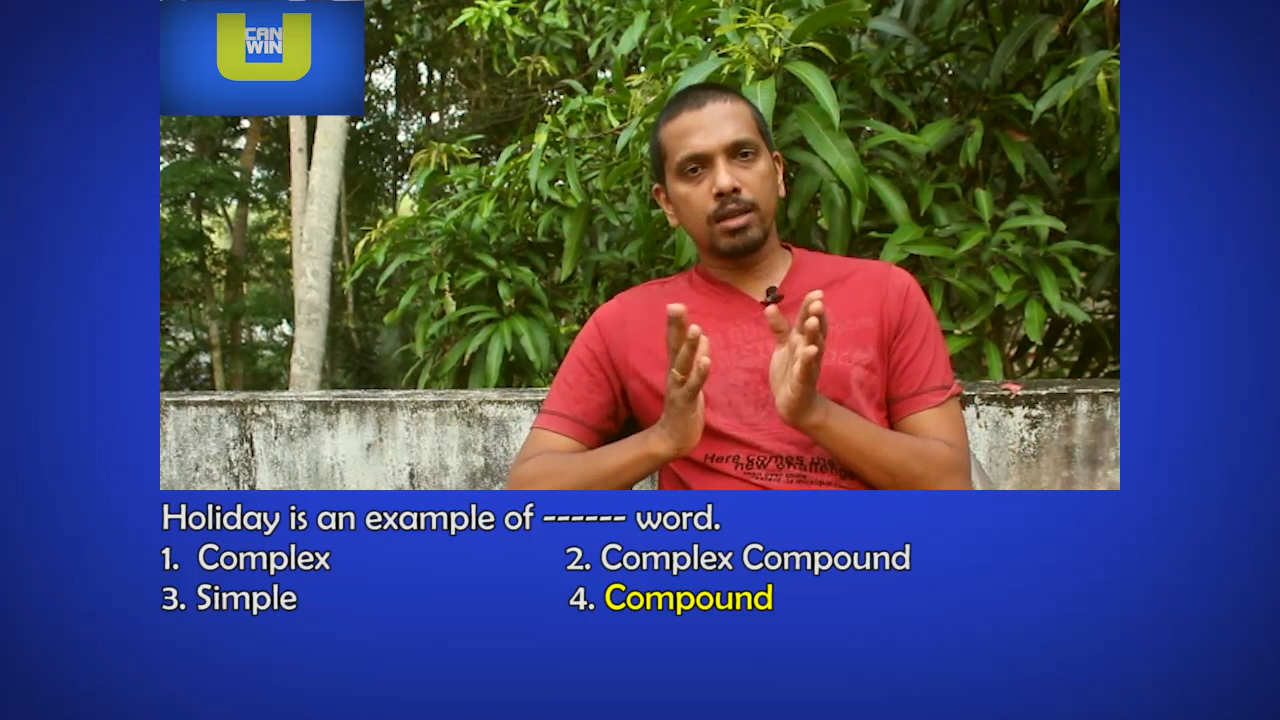 CAN
WIN
Here comes the
new challenge
Holiday is an example of ------ word.
1. Complex
2. Complex Compound
3. Simple
4. Compound